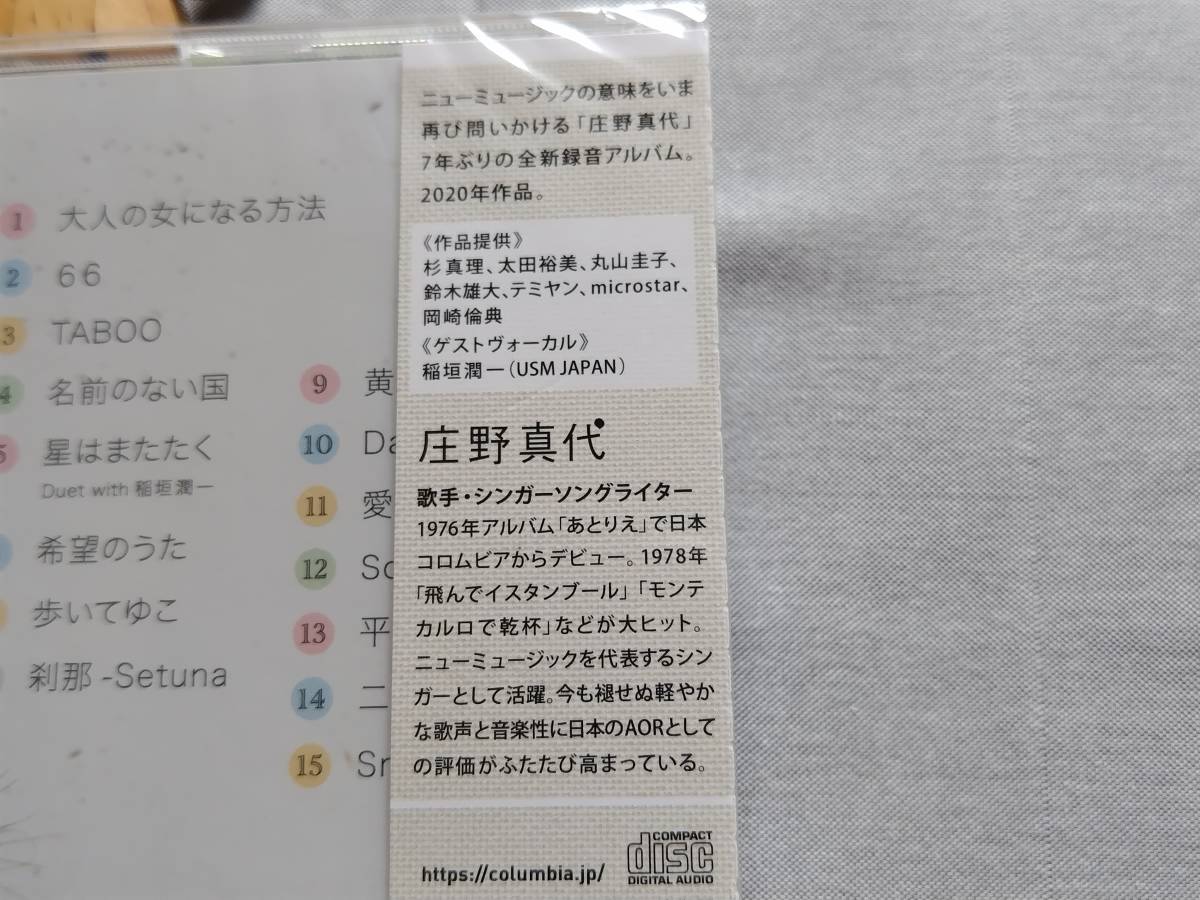 1 大人の女になる方法
2 66
3 TABOO
4 名前のない国
5 星はまたたく
Duet with 稲垣潤一
希望のうた
歩いてゆこ
刹那 -Setuna
9 黄
10 Da
11 愛
12 So
13 平
14 二
15 Sm
ニューミュージックの意味をいま
再び問いかける「庄野真代」
7年ぶりの全新録音アルバム。
2020年作品。
《作品提供》
杉真理、太田裕美、丸山圭子、
鈴木雄大、テミヤン、microstar、
岡崎倫典
《ゲストヴォーカル》
稲垣潤一(USM JAPAN)
庄野真代
歌手・シンガーソングライター
1976年アルバム「あとりえ」で日本
コロムビアからデビュー。1978年
「飛んでイスタンブール」「モンテ
カルロで乾杯」などが大ヒット。
ニューミュージックを代表するシン
ガーとして活躍。今も褪せぬ軽やか
な歌声と音楽性に日本のAORとして
の評価がふたたび高まっている。
https://columbia.jp/
COMPACT
disc
DIGITAL AUDIO